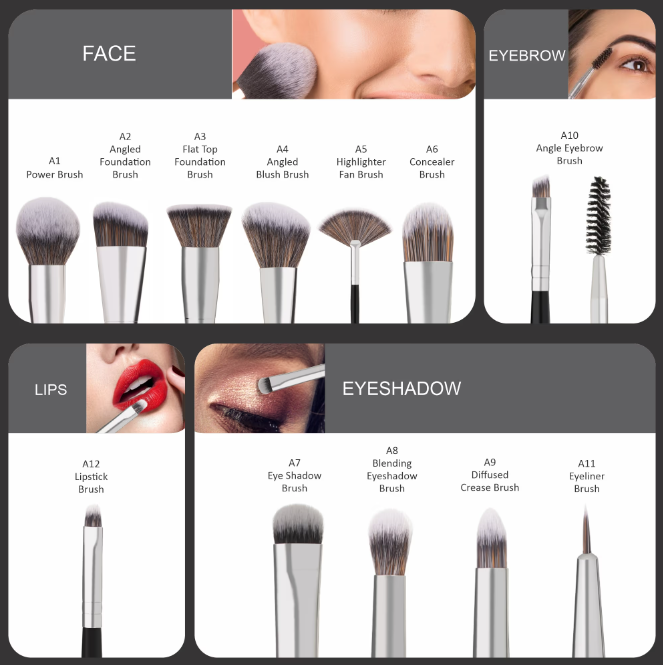 FACE
A1
Power Brush
A2
Angled
Foundation
Brush
A3
Flat Top
Foundation
Brush
A4
Angled
Blush Brush
A5
Highlighter
Fan Brush
A6
Concealer
Brush
EYEBROW
A10
Angle Eyebrow
Brush
LIPS
A12
Lipstick
Brush
EYESHADOW
A7
Eye Shadow
Brush
A8
Blending
Eyeshadow
Brush
A9
Diffused
Crease Brush
A11
Eyeliner
Brush